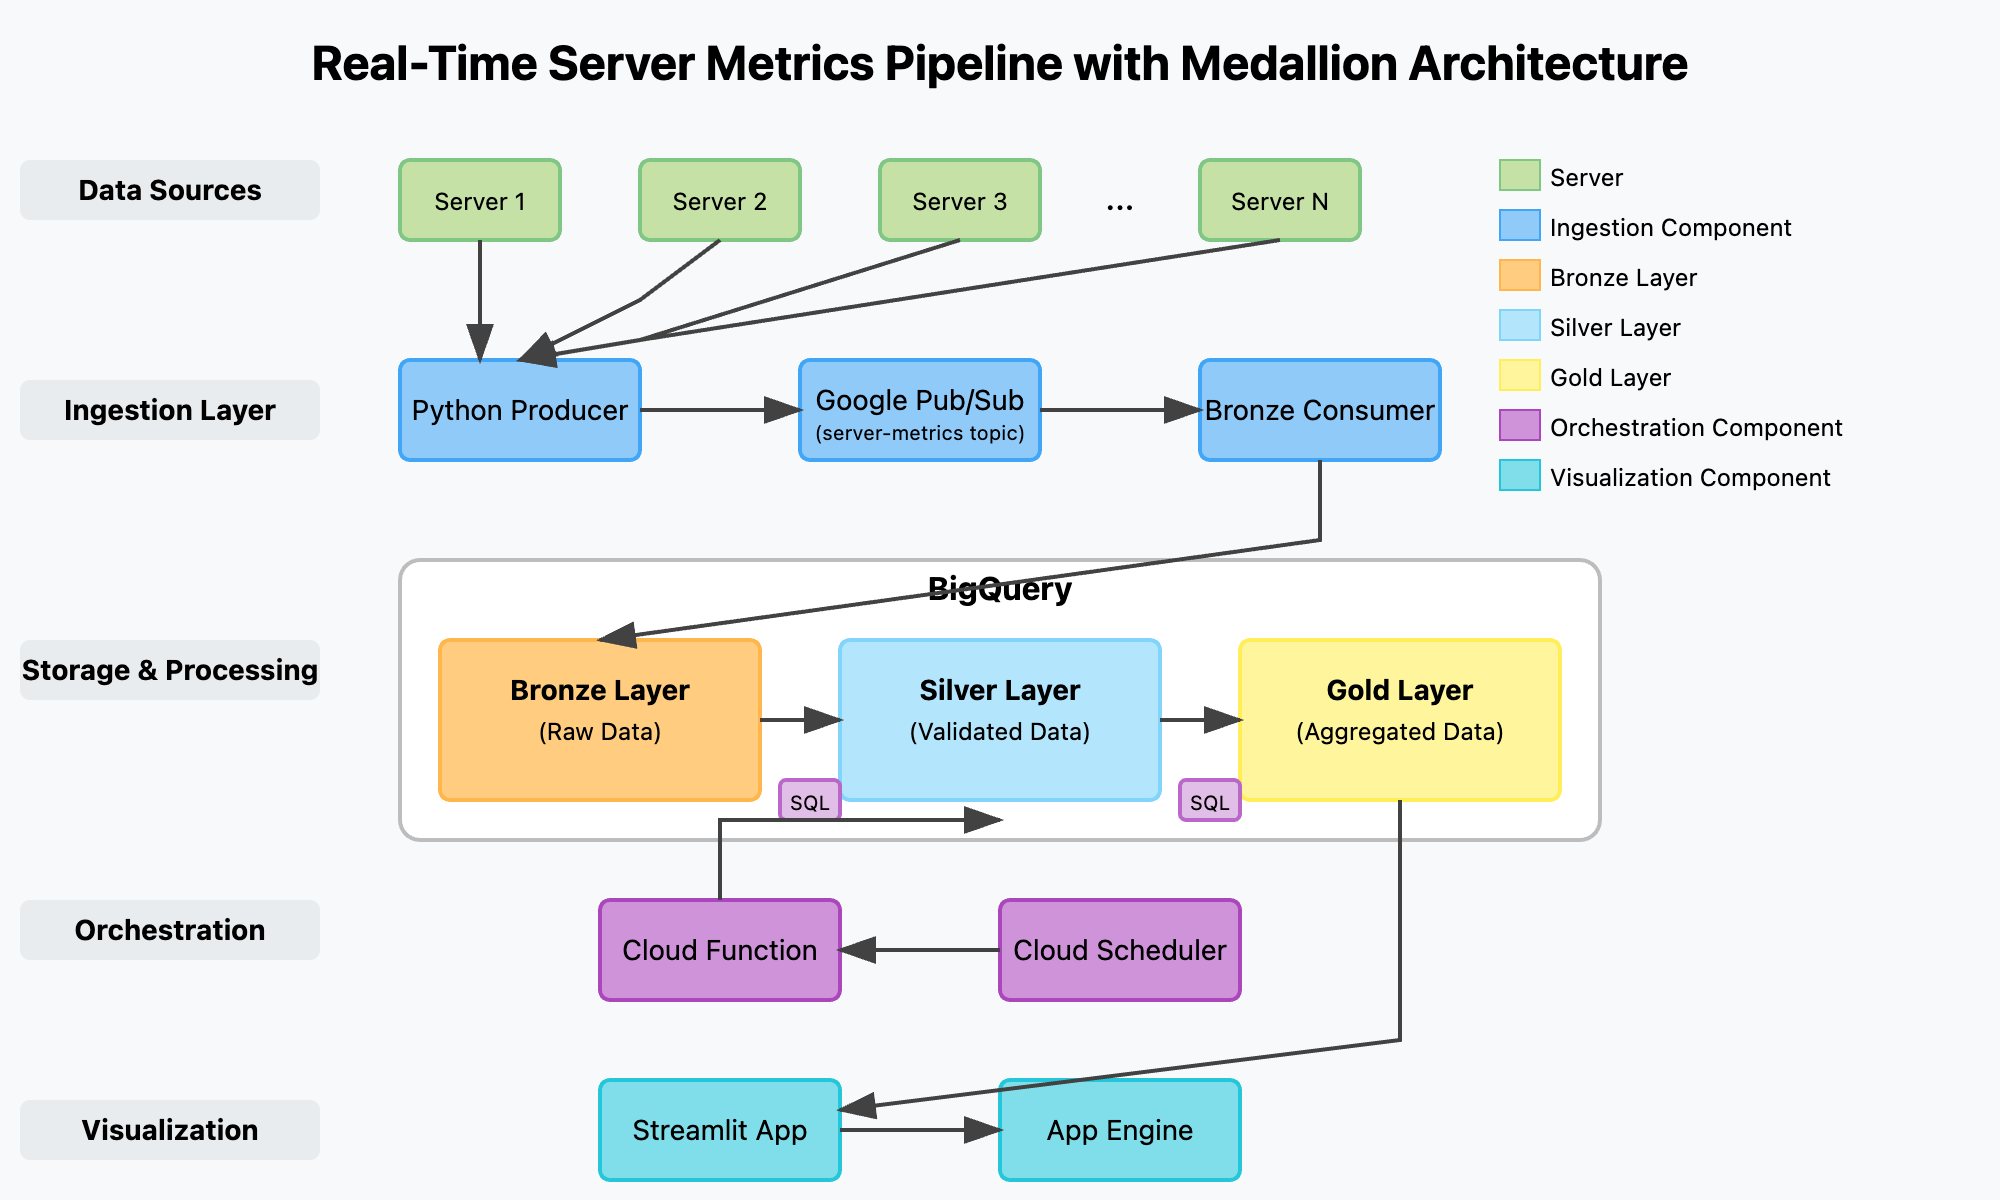 Real-Time Server Metrics Pipeline with Medallion Architecture
Data Sources
Server 1
Server 2
Server 3
...
Server N
Server
Ingestion Component
Bronze Layer
Silver Layer
Gold Layer
Orchestration Component
Visualization Component
Ingestion Layer
Python Producer
Google Pub/Sub
(server-metrics topic)
Bronze Consumer
BigQuery
Storage & Processing
Bronze Layer
(Raw Data)
Silver Layer
(Validated Data)
Gold Layer
(Aggregated Data)
SQL
SQL
Orchestration
Cloud Function
Cloud Scheduler
Visualization
Streamlit App
App Engine